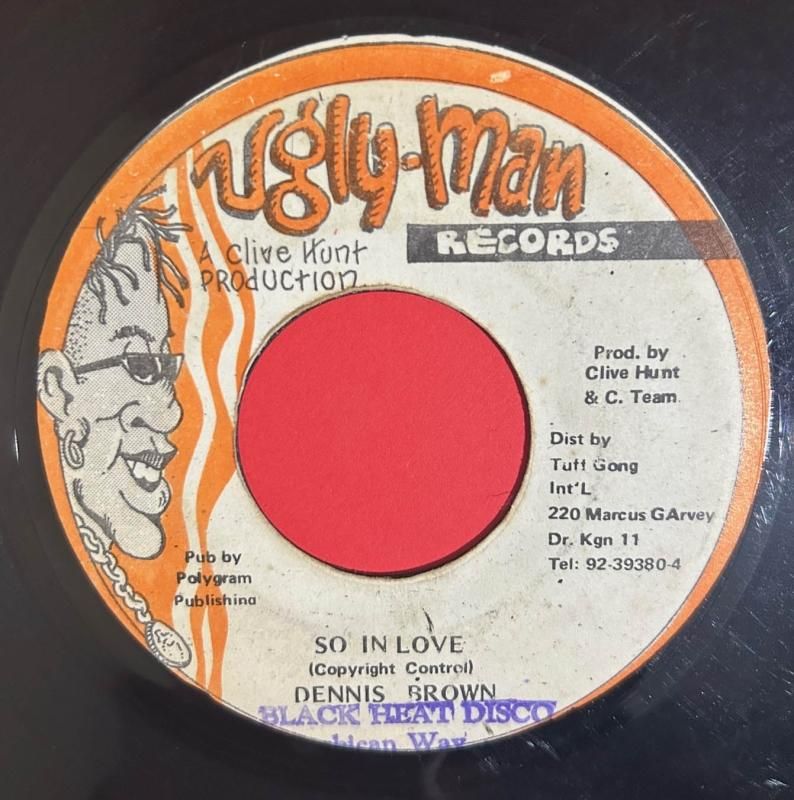 ugly-man
RECORDS
A Clive Hunt
PRODUCTION
Prod. by
Clive Hunt
& C. Team
Dist by
Tuff Gong
Int'L
220 Marcus GArvey
Dr. Kgn 11
Tel: 92-39380-4
Pub by
Polygram
Publishing
SO IN LOVE
(Copyright Control)
DENNIS BROWN
BLACK HEAT DISCO
Way